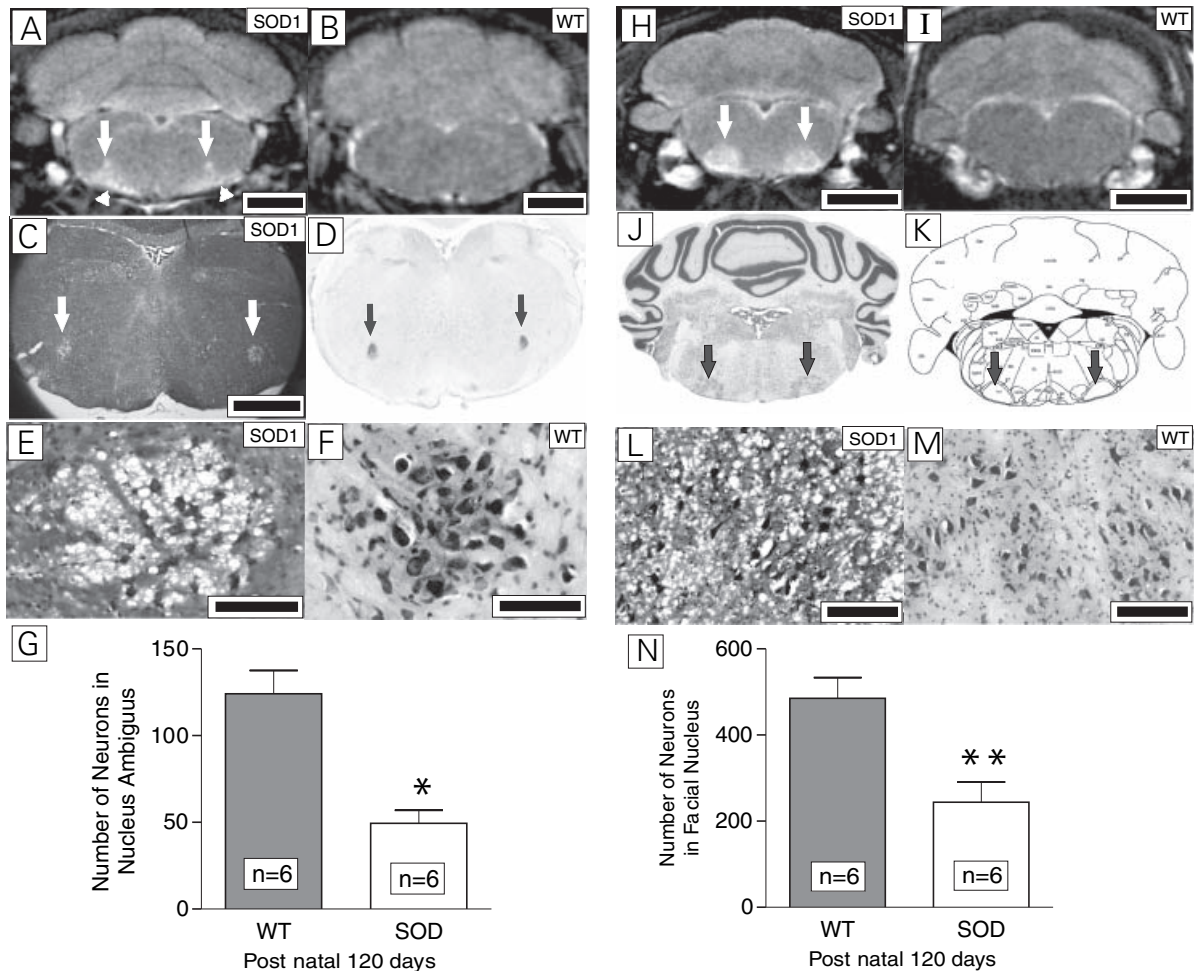 A
SOD1
B
WT
C
SOD1
D
E
SOD1
F
WT
G
Number of Neurons in
Nucleus Ambiguus
150
100
50
0
*
n=6
n=6
WT
SOD
Post natal 120 days
H
SOD1
I
WT
J
K
L
SOD1
M
WT
N
Number of Neurons
in Facial Nucleus
600
400
200
0
* *
n=6
n=6
WT
SOD
Post natal 120 days